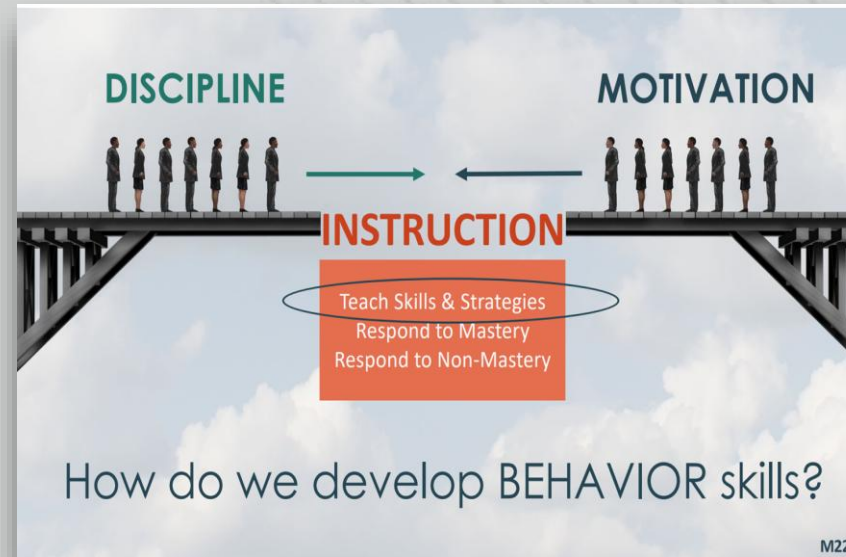 DISCIPLINE
MOTIVATION
INSTRUCTION
Teach Skills & Strategies
Respond to Mastery
Respond to Non-Mastery
How do we develop BEHAVIOR skills?
M22